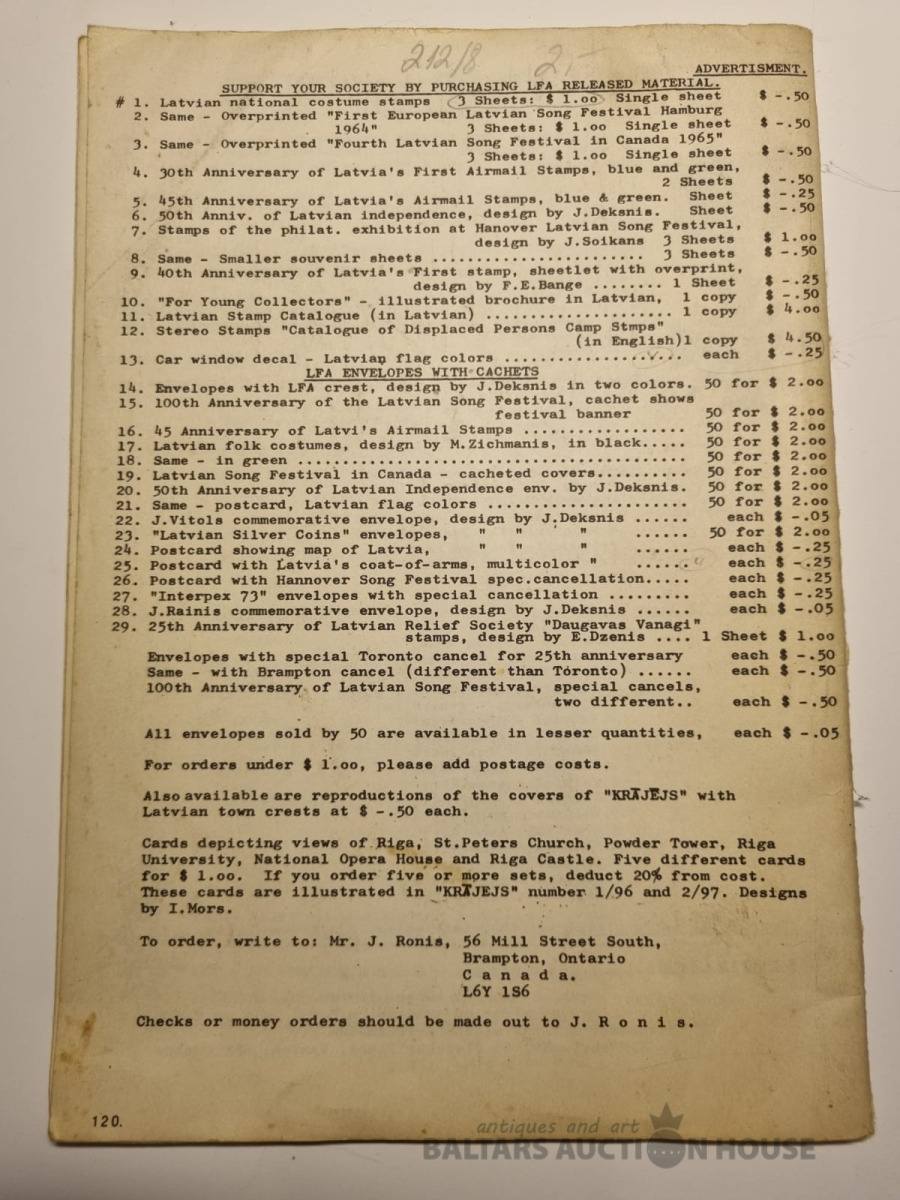 212/8 2,-
ADVERTISMENT.
SUPPORT YOUR SOCIETY BY PURCHASING LFA RELEASED MATERIAL.
# 1. Latvian national costume stamps (3 Sheets: $ 1.oo Single sheet $ -.50
2. Same - Overprinted "First European Latvian Song Festival Hamburg
1964" 3 Sheets: $ 1.oo Single sheet $ -.50
3. Same - Overprinted "Fourth Latvian Song Festival in Canada 1965"
3 Sheets: $ 1.oo Single sheet $ -.50
4. 30th Anniversary of Latvia's First Airmail Stamps, blue and green,
2 Sheets $ -.50
5. 45th Anniversary of Latvia's Airmail Stamps, blue & green. Sheet $ -.25
6. 50th Anniv. of Latvian independence, design by J.Deksnis. Sheet $ -.50
7. Stamps of the philat. exhibition at Hanover Latvian Song Festival,
design by J.Soikans 3 Sheets $ 1.oo
8. Same - Smaller souvenir sheets ........................ 3 Sheets $ -.50
9. 40th Anniversary of Latvia's First stamp, sheetlet with overprint,
design by F.E.Bange ........ 1 Sheet $ -.25
10. "For Young Collectors" - illustrated brochure in Latvian, 1 copy $ -.50
11. Latvian Stamp Catalogue (in Latvian) ..................... 1 copy $ 4.oo
12. Stereo Stamps "Catalogue of Displaced Persons Camp Stmps"
(in English)1 copy $ 4.50
13. Car window decal - Latvian flag colors .................... each $ -.25
LFA ENVELOPES WITH CACHETS
14. Envelopes with LFA crest, design by J.Deksnis in two colors. 50 for $ 2.oo
15. 100th Anniversary of the Latvian Song Festival, cachet shows
festival banner 50 for $ 2.oo
16. 45 Anniversary of Latvi's Airmail Stamps .................. 50 for $ 2.oo
17. Latvian folk costumes, design by M.Zichmanis, in black..... 50 for $ 2.oo
18. Same - in green ........................................... 50 for $ 2.oo
19. Latvian Song Festival in Canada - cacheted covers.......... 50 for $ 2.oo
20. 50th Anniversary of Latvian Independence env. by J.Deksnis. 50 for $ 2.oo
21. Same - postcard, Latvian flag colors ...................... 50 for $ 2.oo
22. J.Vitols commemorative envelope, design by J.Deksnis ...... each $ -.05
23. "Latvian Silver Coins" envelopes, " " " ...... 50 for $ 2.oo
24. Postcard showing map of Latvia, " " " ...... each $ -.25
25. Postcard with Latvia's coat-of-arms, multicolor " ...... each $ -.25
26. Postcard with Hannover Song Festival spec.cancellation..... each $ -.25
27. "Interpex 73" envelopes with special cancellation ......... each $ -.25
28. J.Rainis commemorative envelope, design by J.Deksnis ...... each $ -.05
29. 25th Anniversary of Latvian Relief Society "Daugavas Vanagi"
stamps, design by E.Dzenis .... 1 Sheet $ 1.oo
Envelopes with special Toronto cancel for 25th anniversary each $ -.50
Same - with Brampton cancel (different than Toronto) ...... each $ -.50
100th Anniversary of Latvian Song Festival, special cancels,
two different.. each $ -.50
All envelopes sold by 50 are available in lesser quantities, each $ -.05
For orders under $ 1.oo, please add postage costs.
Also available are reproductions of the covers of "KRĀJĒJS" with
Latvian town crests at $ -.50 each.
Cards depicting views of Riga, St.Peters Church, Powder Tower, Riga
University, National Opera House and Riga Castle. Five different cards
for $ 1.oo. If you order five or more sets, deduct 20% from cost.
These cards are illustrated in "KRĀJEJS" number 1/96 and 2/97. Designs
by I.Mors.
To order, write to: Mr. J. Ronis, 56 Mill Street South,
Brampton, Ontario
C a n a d a.
L6Y 1S6
Checks or money orders should be made out to J. R o n i s.
120.
antiques and art
BALTARS AUCTION HOUSE